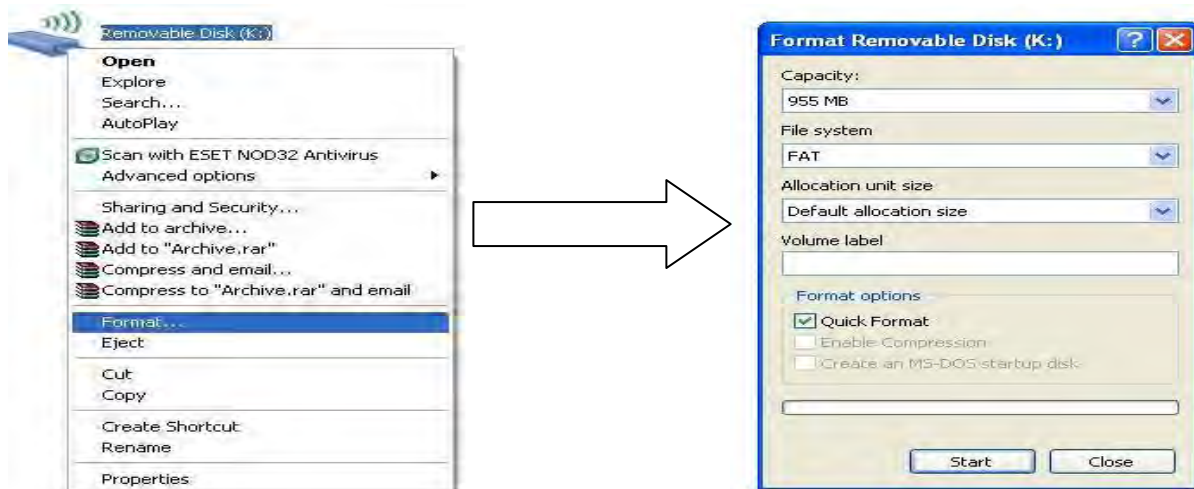 Removable Disk (K:)
Open
Explore
Search...
AutoPlay
Scan with ESET NOD32 Antivirus
Advanced options
Sharing and Security...
Add to archive...
Add to "Archive.rar"
Compress and email...
Compress to "Archive.rar" and email
Format...
Eject
Cut
Copy
Create Shortcut
Rename
Properties
Format Removable Disk (K:)
Capacity:
955 MB
File system
FAT
Allocation unit size
Default allocation size
Volume label
Format options
Quick Format
Enable Compression
Create an MS-DOS startup disk
Start
Close